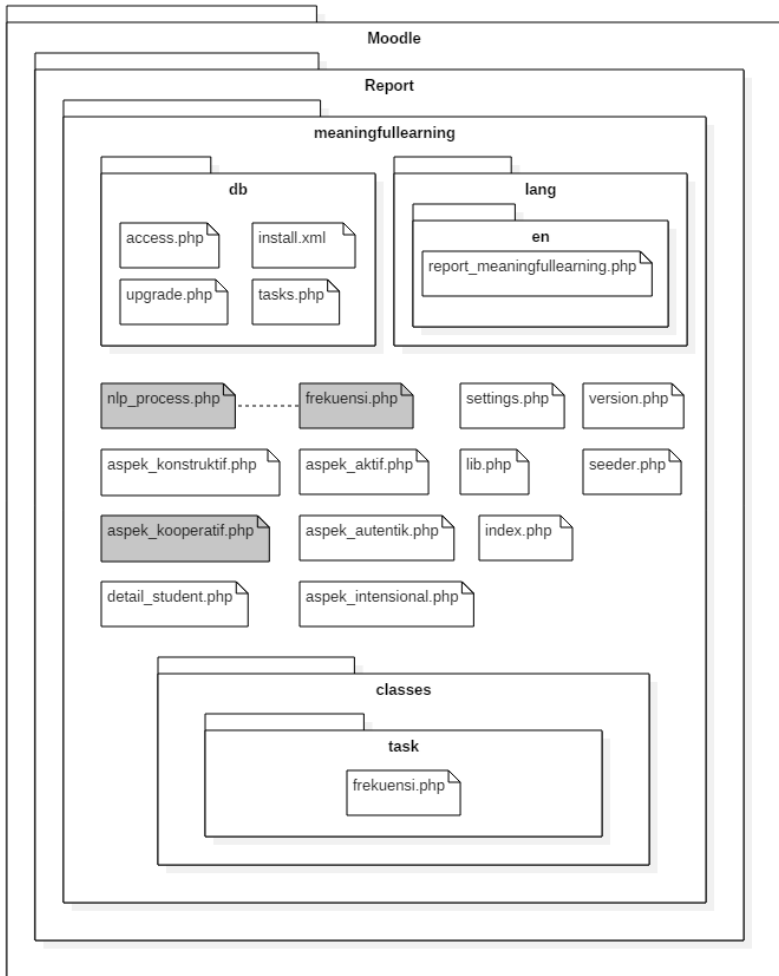 Moodle
Report
meaningfullearning
db
lang
access.php
install.xml
upgrade.php
tasks.php
en
report_meaningfullearning.php
nlp_process.php
frekuensi.php
settings.php
version.php
aspek_konstruktif.php
aspek_aktif.php
lib.php
seeder.php
aspek_kooperatif.php
aspek_autentik.php
index.php
detail_student.php
aspek_intensional.php
classes
task
frekuensi.php